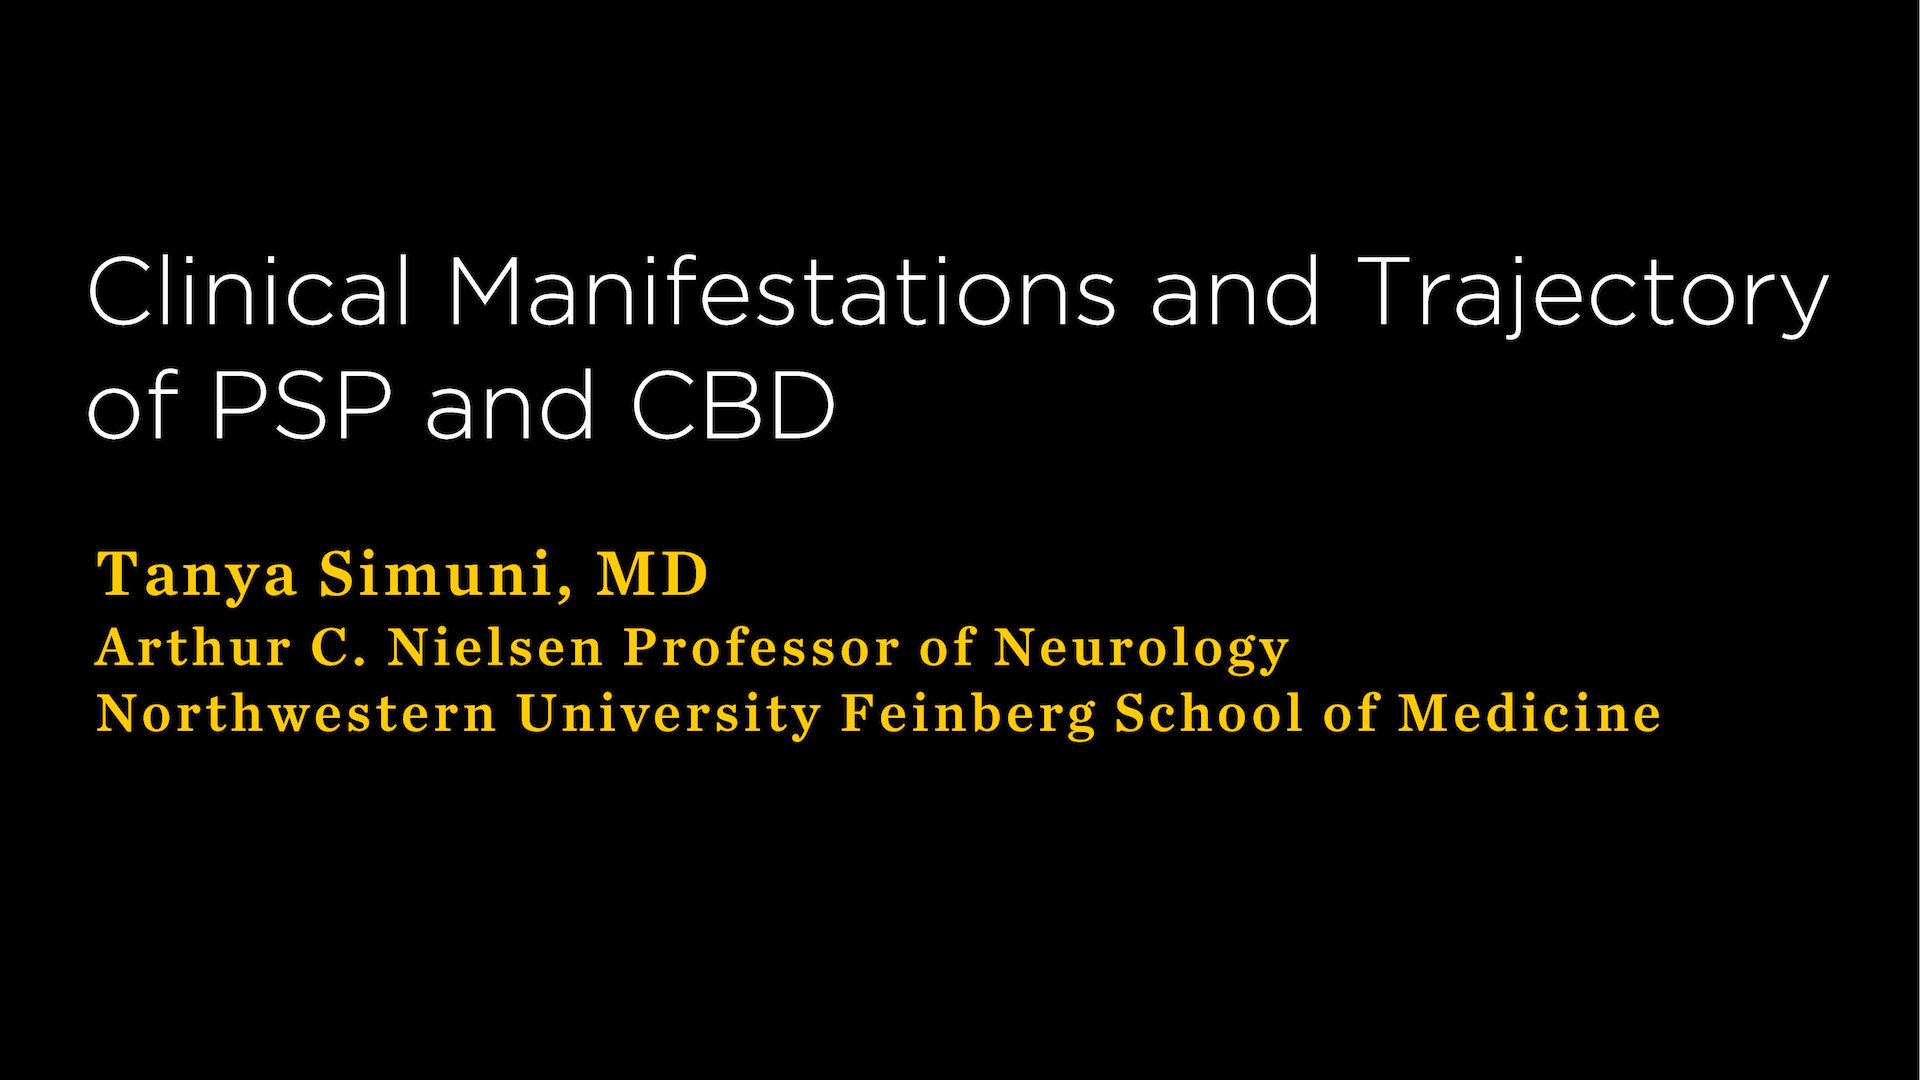 Clinical Manifestations and Trajectory
of PSP and CBD
Tanya Simuni, MD
Arthur C. Nielsen Professor of Neurology
Northwestern University Feinberg School of Medicine